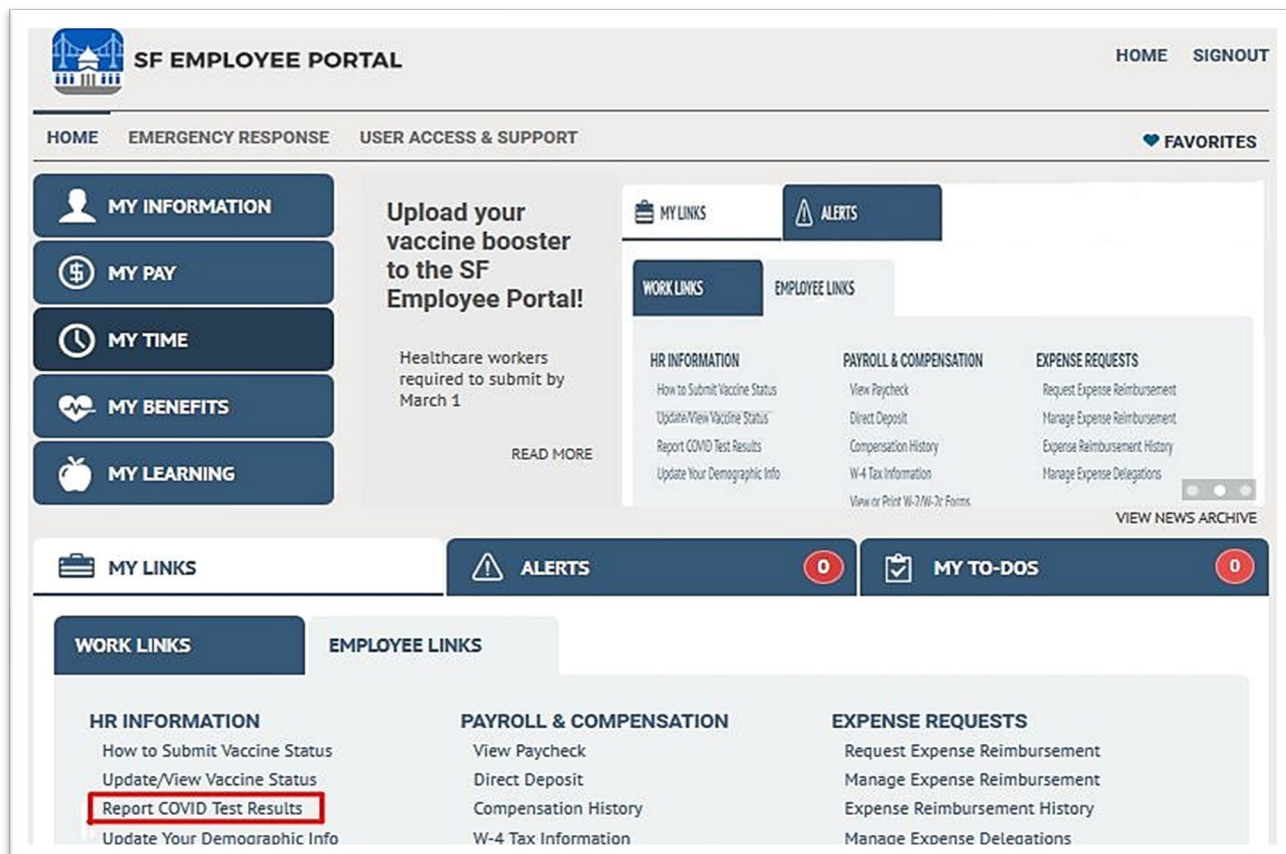 SF EMPLOYEE PORTAL
HOME SIGNOUT
HOME EMERGENCY RESPONSE USER ACCESS & SUPPORT FAVORITES
MY INFORMATION
MY PAY
MY TIME
MY BENEFITS
MY LEARNING
Upload your
vaccine booster
to the SF
Employee Portal!
Healthcare workers
required to submit by
March 1
READ MORE
MY LINKS ALERTS
WORK LINKS EMPLOYEE LINKS
HR INFORMATION
How to Submit Vaccine Status
Update/View Vaccine Status
Report COVID Test Results
Update Your Demographic Info
PAYROLL & COMPENSATION
View Paycheck
Direct Deposit
Compensation History
W-4 Tax Information
View or Print W-2/W-2c Forms
EXPENSE REQUESTS
Request Expense Reimbursement
Manage Expense Reimbursement
Expense Reimbursement History
Manage Expense Delegations
VIEW NEWS ARCHIVE
MY LINKS ALERTS 0 MY TO-DOS 0
WORK LINKS EMPLOYEE LINKS
HR INFORMATION
How to Submit Vaccine Status
Update/View Vaccine Status
Report COVID Test Results
Update Your Demographic Info
PAYROLL & COMPENSATION
View Paycheck
Direct Deposit
Compensation History
W-4 Tax Information
EXPENSE REQUESTS
Request Expense Reimbursement
Manage Expense Reimbursement
Expense Reimbursement History
Manage Expense Delegations